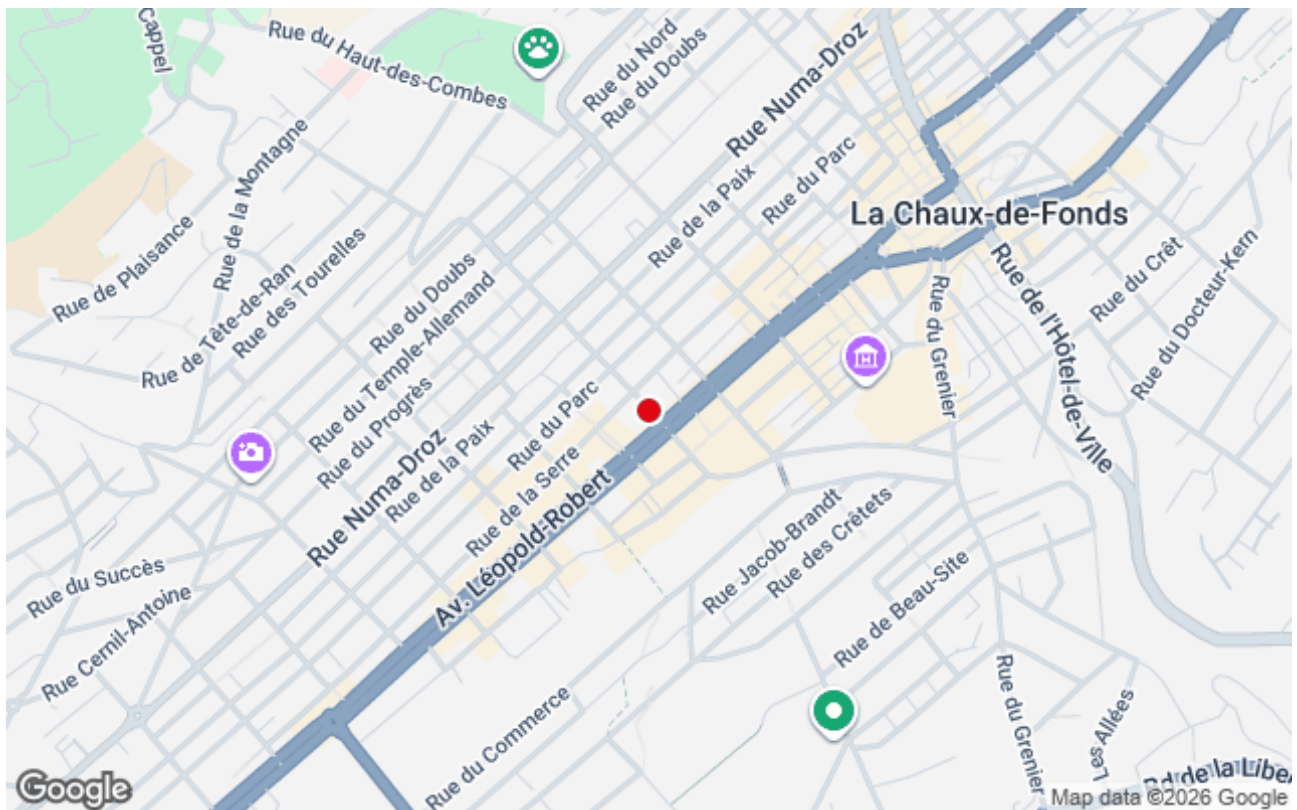 Cappel
Rue du Haut-des-Combes
Rue du Nord
Rue du Doubs
Rue Numa-Droz
Rue du Parc
Rue de la Paix
La Chaux-de-Fonds
Rue de la Montagne
Rue de Plaisance
Rue de Tête-de-Ran
Rue des Tourelles
Rue du Doubs
Rue du Temple-Allemand
Rue du Progrès
Rue de la Paix
Rue Numa-Droz
Rue du Parc
Rue de la Serre
Av. Léopold-Robert
Rue du Grenier
Rue de l'Hôtel-de-Ville
Rue du Crêt
Rue du Docteur-Kern
Rue du Succès
Rue Cernil-Antoine
Rue Jacob-Brandt
Rue des Crêtets
Rue de Beau-Site
Rue du Commerce
Rue du Grenier
Les Allées
Bd de la Libe
Google
Map data ©2026 Google